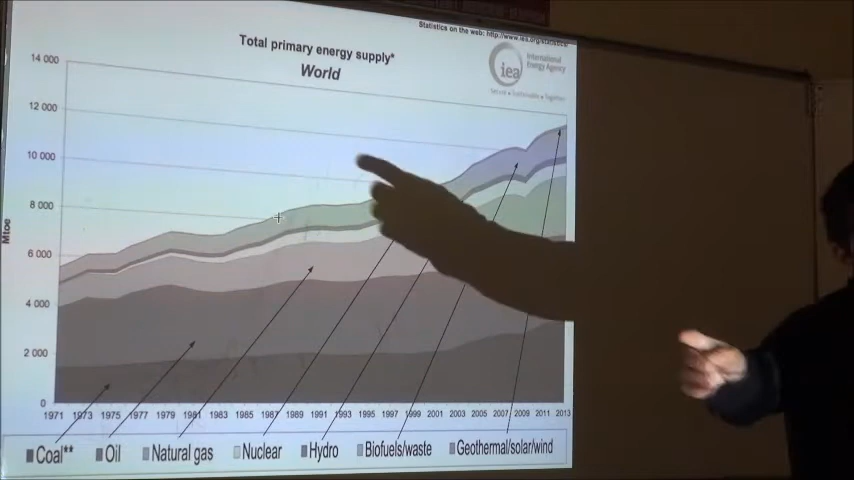 Statistics on the web: http://www.iea.org/statistics/
Total primary energy supply*
World
iea
International
Energy Agency
Secure • Sustainable • Together
Mtoe
14 000
12 000
10 000
8 000
6 000
4 000
2 000
0
1971 1973 1975 1977 1979 1981 1983 1985 1987 1989 1991 1993 1995 1997 1999 2001 2003 2005 2007 2009 2011 2013
Coal** Oil Natural gas Nuclear Hydro Biofuels/waste Geothermal/solar/wind